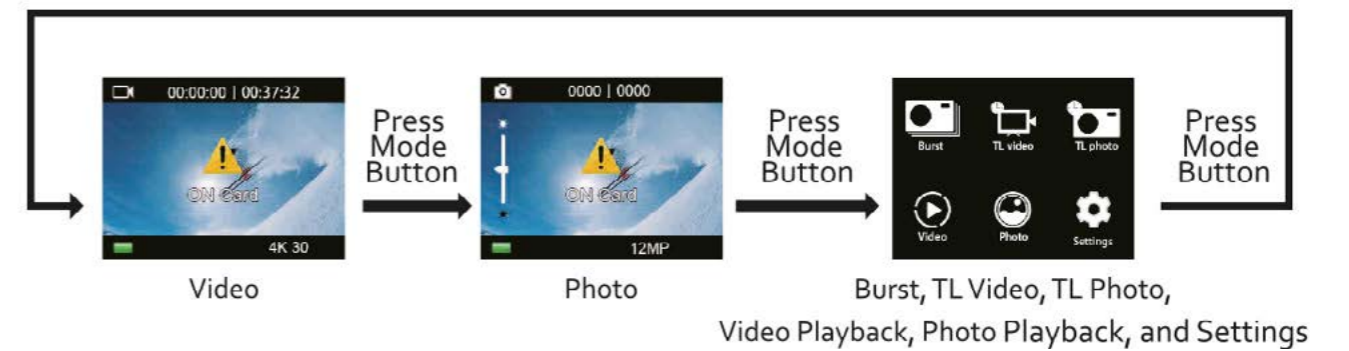 00:00:00 | 00:37:32
ON Card
4K 30
Video
Press
Mode
Button
0000 | 0000
ON Card
12MP
Photo
Press
Mode
Button
Burst
TL video
TL photo
Video
Photo
Settings
Burst, TL Video, TL Photo,
Video Playback, Photo Playback, and Settings
Press
Mode
Button